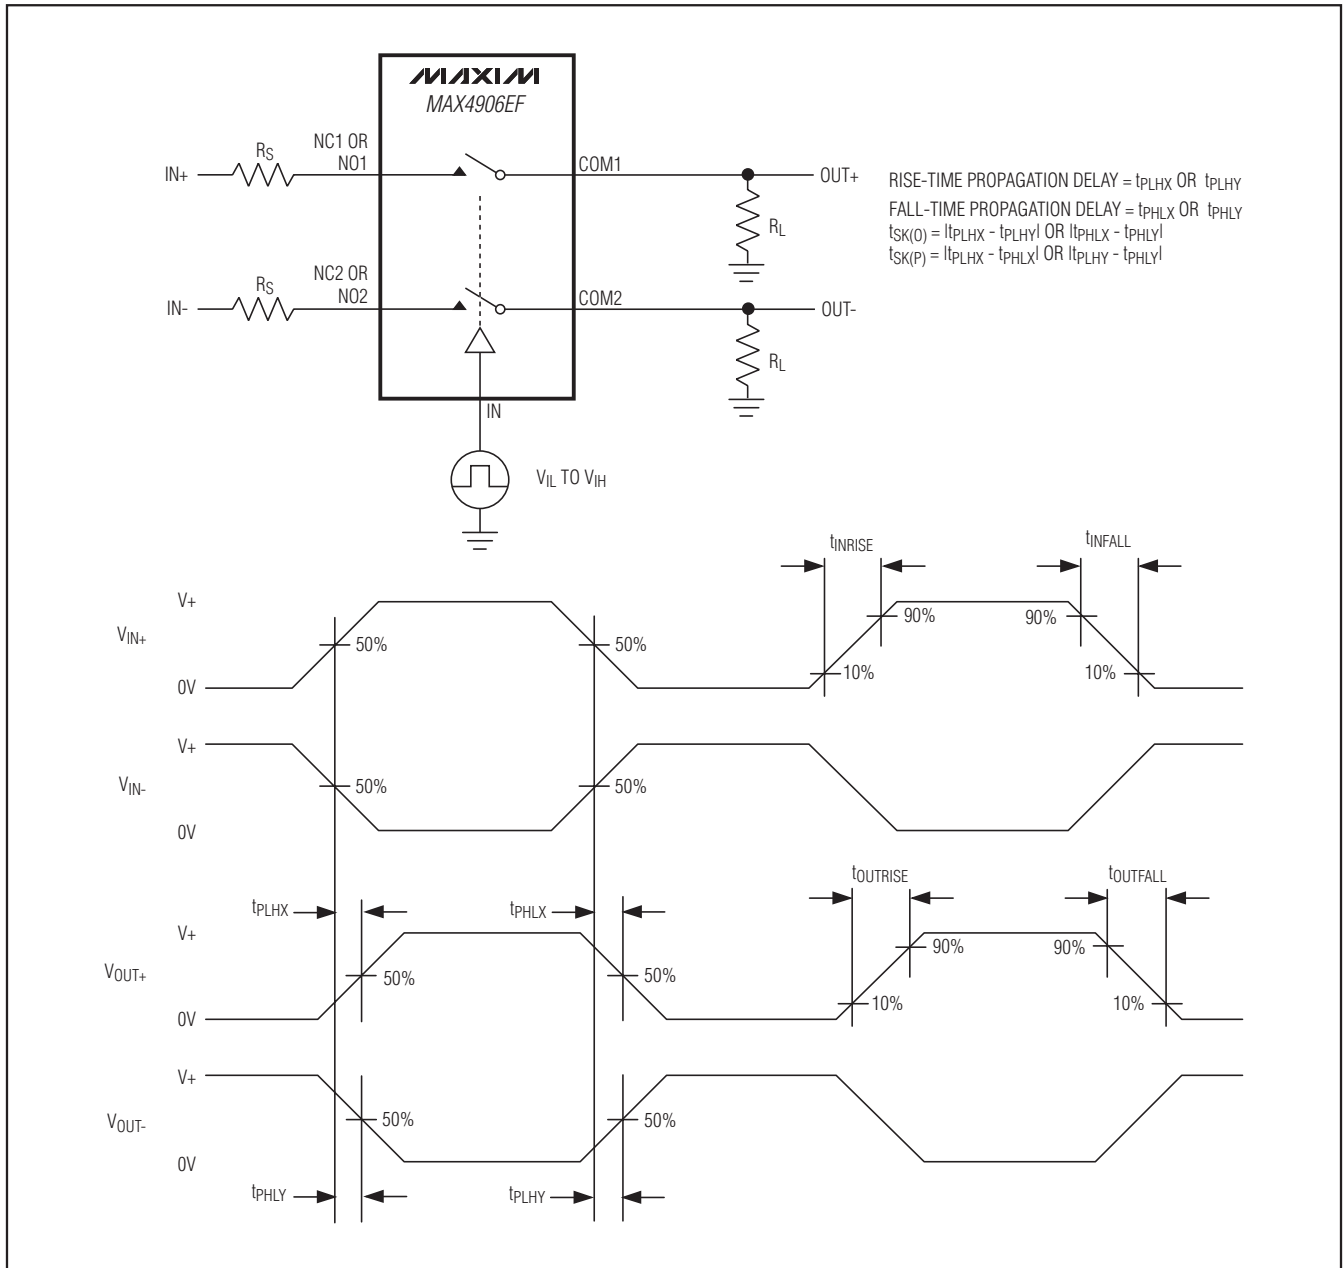 MAXIM
MAX4906EF
IN+
RS
NC1 OR
NO1
COM1
OUT+
RL
RISE-TIME PROPAGATION DELAY = tPLHX OR tPLHY
FALL-TIME PROPAGATION DELAY = tPHLX OR tPHLY
tSK(O) = |tPLHX - tPLHY| OR |tPHLX - tPHLY|
tSK(P) = |tPLHX - tPHLX| OR |tPLHY - tPHLY|
IN-
RS
NC2 OR
NO2
COM2
OUT-
RL
IN
VIL TO VIH
tINRISE
tINFALL
V+
VIN+
0V
50%
50%
10%
90%
90%
10%
V+
VIN-
0V
50%
50%
tOUTRISE
tOUTFALL
tPLHX
tPHLX
V+
VOUT+
0V
50%
50%
10%
90%
90%
10%
V+
VOUT-
0V
50%
50%
tPHLY
tPLHY